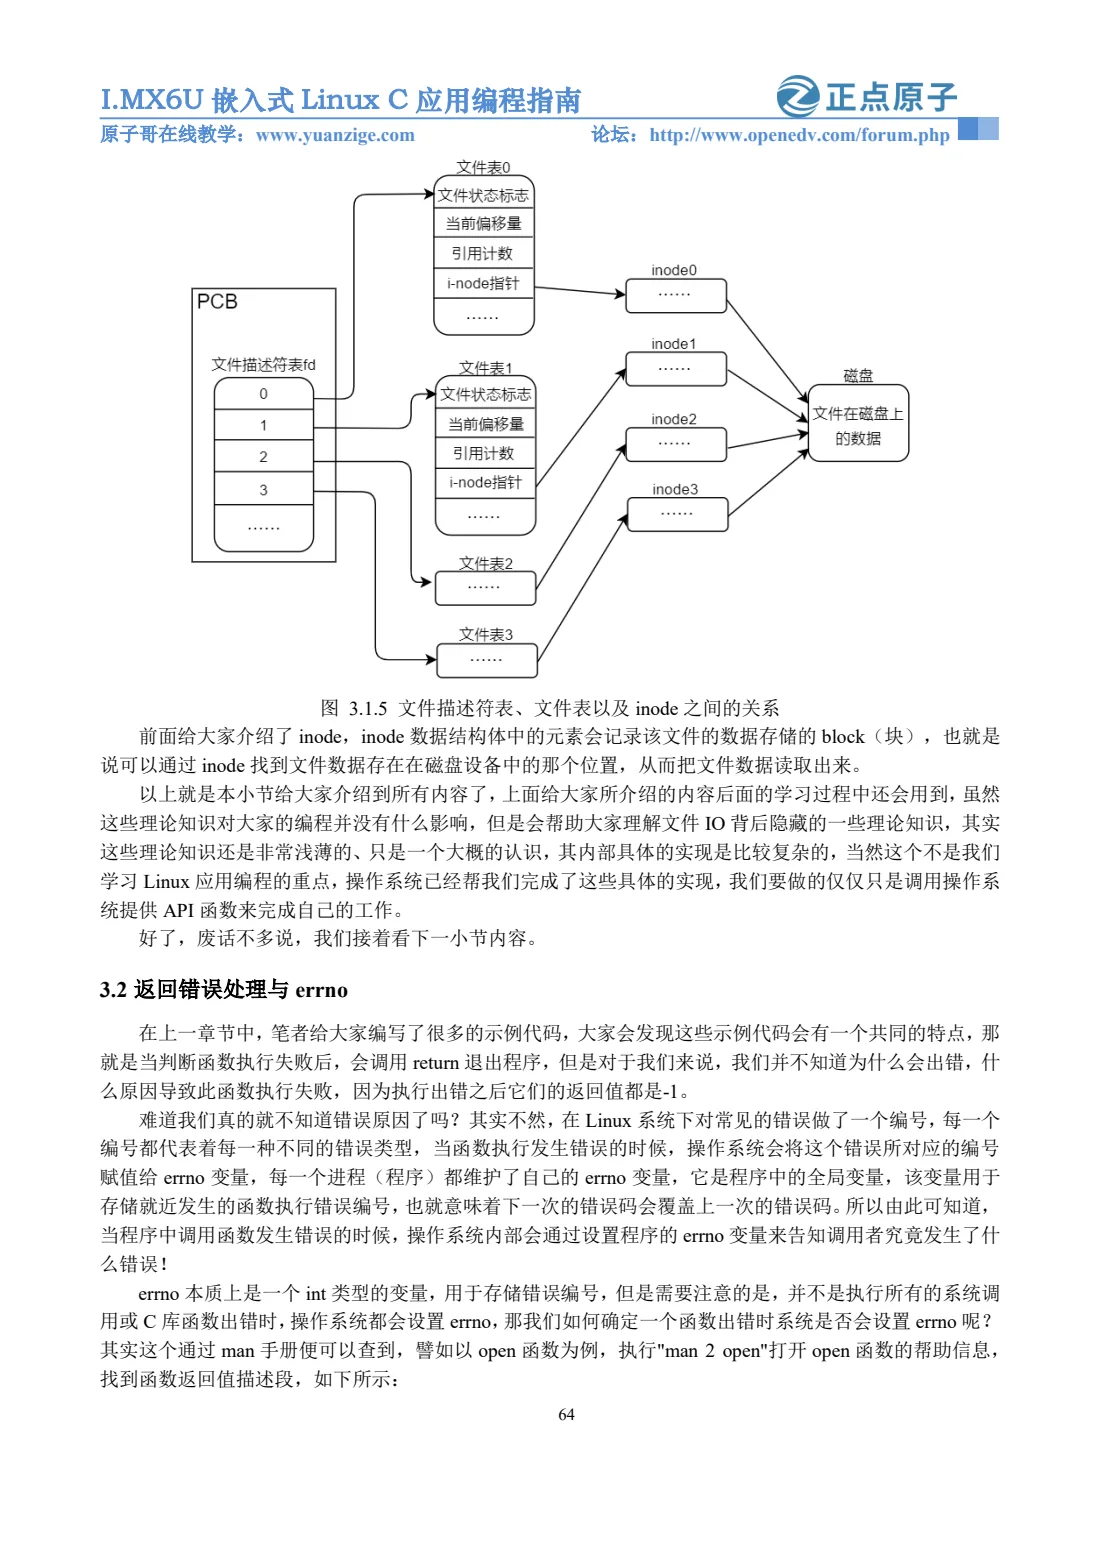 I.MX6U 嵌入式 Linux C 应用编程指南
正点原子
原子哥在线教学：www.yuanzige.com 论坛：http://www.openedv.com/forum.php
文件表0
文件状态标志
当前偏移量
引用计数
i-node指针
......
PCB
文件描述符表fd
0
1
2
3
......
文件表1
文件状态标志
当前偏移量
引用计数
i-node指针
......
文件表2
......
文件表3
......
inode0
......
inode1
......
inode2
......
inode3
......
磁盘
文件在磁盘上
的数据
图 3.1.5 文件描述符表、文件表以及 inode 之间的关系
前面给大家介绍了 inode，inode 数据结构体中的元素会记录该文件的数据存储的 block（块），也就是
说可以通过 inode 找到文件数据存在在磁盘设备中的那个位置，从而把文件数据读取出来。
以上就是本小节给大家介绍到所有内容了，上面给大家所介绍的内容后面的学习过程中还会用到，虽然
这些理论知识对大家的编程并没有什么影响，但是会帮助大家理解文件 IO 背后隐藏的一些理论知识，其实
这些理论知识还是非常浅薄的、只是一个大概的认识，其内部具体的实现是比较复杂的，当然这个不是我们
学习 Linux 应用编程的重点，操作系统已经帮我们完成了这些具体的实现，我们要做的仅仅只是调用操作系
统提供 API 函数来完成自己的工作。
好了，废话不多说，我们接着看下一小节内容。
3.2 返回错误处理与 errno
在上一章节中，笔者给大家编写了很多的示例代码，大家会发现这些示例代码会有一个共同的特点，那
就是当判断函数执行失败后，会调用 return 退出程序，但是对于我们来说，我们并不知道为什么会出错，什
么原因导致此函数执行失败，因为执行出错之后它们的返回值都是-1。
难道我们真的就不知道错误原因了吗？其实不然，在 Linux 系统下对常见的错误做了一个编号，每一个
编号都代表着每一种不同的错误类型，当函数执行发生错误的时候，操作系统会将这个错误所对应的编号
赋值给 errno 变量，每一个进程（程序）都维护了自己的 errno 变量，它是程序中的全局变量，该变量用于
存储就近发生的函数执行错误编号，也就意味着下一次的错误码会覆盖上一次的错误码。所以由此可知道，
当程序中调用函数发生错误的时候，操作系统内部会通过设置程序的 errno 变量来告知调用者究竟发生了什
么错误！
errno 本质上是一个 int 类型的变量，用于存储错误编号，但是需要注意的是，并不是执行所有的系统调
用或 C 库函数出错时，操作系统都会设置 errno，那我们如何确定一个函数出错时系统是否会设置 errno 呢？
其实这个通过 man 手册便可以查到，譬如以 open 函数为例，执行"man 2 open"打开 open 函数的帮助信息，
找到函数返回值描述段，如下所示：
64